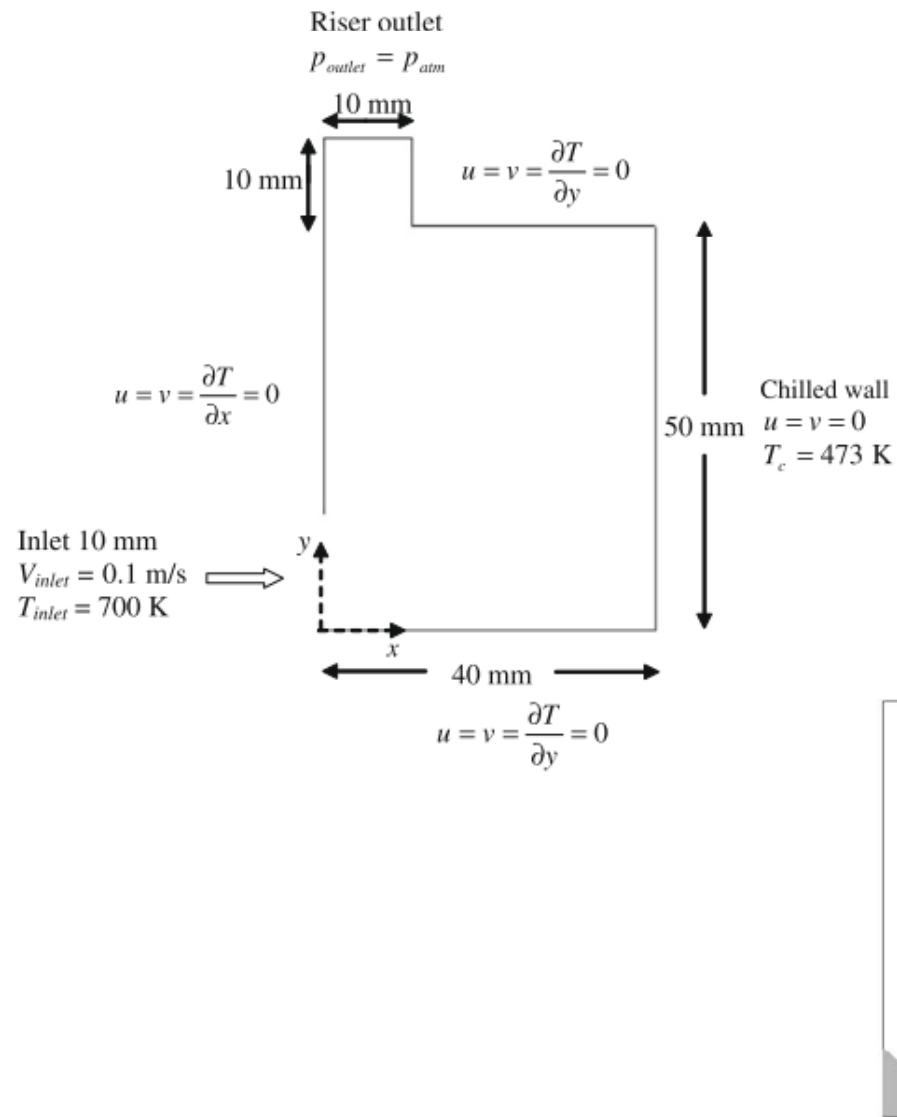 Riser outlet
p_outlet = p_atm
10 mm
10 mm
u = v = ∂T/∂y = 0
u = v = ∂T/∂x = 0
Chilled wall
50 mm
u = v = 0
T_c = 473 K
Inlet 10 mm
V_inlet = 0.1 m/s
T_inlet = 700 K
y
x
40 mm
u = v = ∂T/∂y = 0